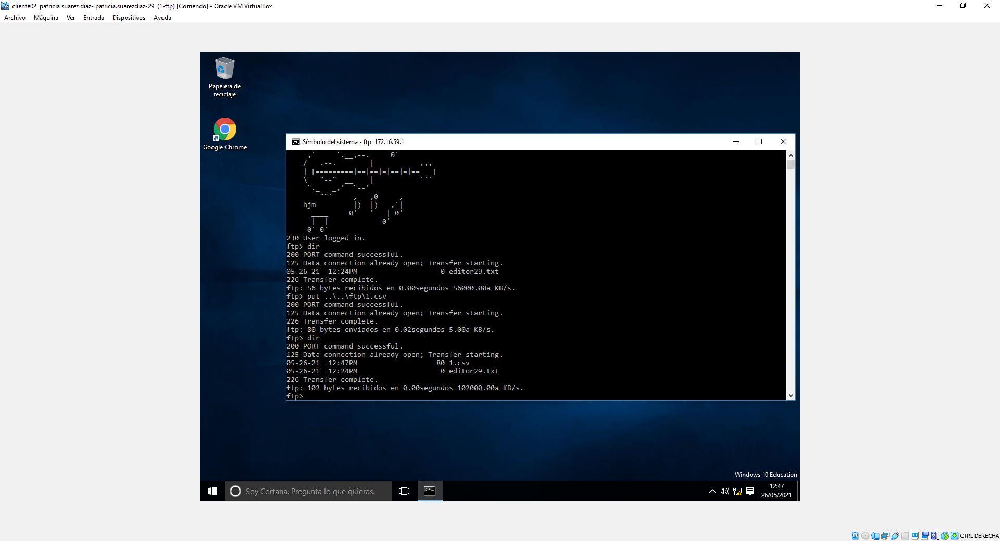 cliente02  patricia suarez diaz- patricia.suarezdiaz-29  (1-ftp) [Corriendo] - Oracle VM VirtualBox
Archivo Máquina Ver Entrada Dispositivos Ayuda
Papelera de
reciclaje
Google Chrome
Símbolo del sistema - ftp  172.16.59.1
     ,'     `.__,--.     0'
    /   .--.        |           ,,,
    | [=========|==|==|=|==|=|==___]
    \   "--"  __    |           '''
     `._   _,'  `--'
        ""'     ,   ,0     ,
    hjm         |)  |)   ,'|
      ____     0'   '   | 0'
      |  |             0'
     0' 0'
230 User logged in.
ftp> dir
200 PORT command successful.
125 Data connection already open; Transfer starting.
05-26-21  12:24PM                    0 editor29.txt
226 Transfer complete.
ftp: 56 bytes recibidos en 0.00segundos 56000.00a KB/s.
ftp> put ..\..\ftp\1.csv
200 PORT command successful.
125 Data connection already open; Transfer starting.
226 Transfer complete.
ftp: 80 bytes enviados en 0.02segundos 5.00a KB/s.
ftp> dir
200 PORT command successful.
125 Data connection already open; Transfer starting.
05-26-21  12:47PM                   80 1.csv
05-26-21  12:24PM                    0 editor29.txt
226 Transfer complete.
ftp: 102 bytes recibidos en 0.00segundos 102000.00a KB/s.
ftp>
Windows 10 Education
Soy Cortana. Pregunta lo que quieras.
12:47
26/05/2021
CTRL DERECHA